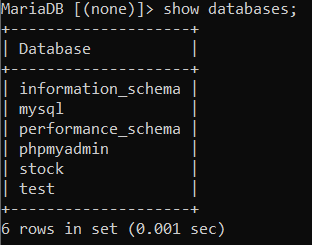 MariaDB [(none)]> show databases;
+--------------------+
| Database           |
+--------------------+
| information_schema |
| mysql              |
| performance_schema |
| phpmyadmin         |
| stock              |
| test               |
+--------------------+
6 rows in set (0.001 sec)